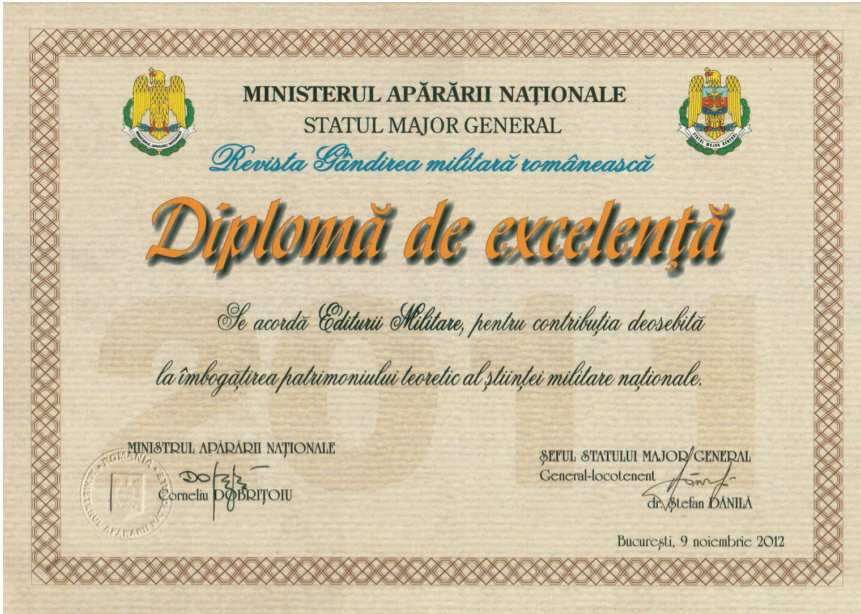 MINISTERUL APĂRĂRII NAȚIONALE
STATUL MAJOR GENERAL
Revista Gândirea militară românească
Diplomă de excelență
2011
Se acordă Editurii Militare, pentru contribuția deosebită
la îmbogățirea patrimoniului teoretic al științei militare naționale.
MINISTRUL APĂRĂRII NAȚIONALE
Corneliu DOBRIȚOIU
ROMANIA
ȘEFUL STATULUI MAJOR GENERAL
General-locotenent
dr. Ștefan DĂNILĂ
București, 9 noiembrie 2012